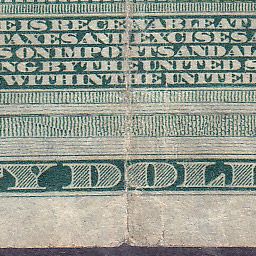 R IS RECEIVABLE AT
TAXES AND EXCISES A
S ON IMPORTS AND AL
NG BY THE UNITED S
WITHIN THE UNITED
TY DOLL